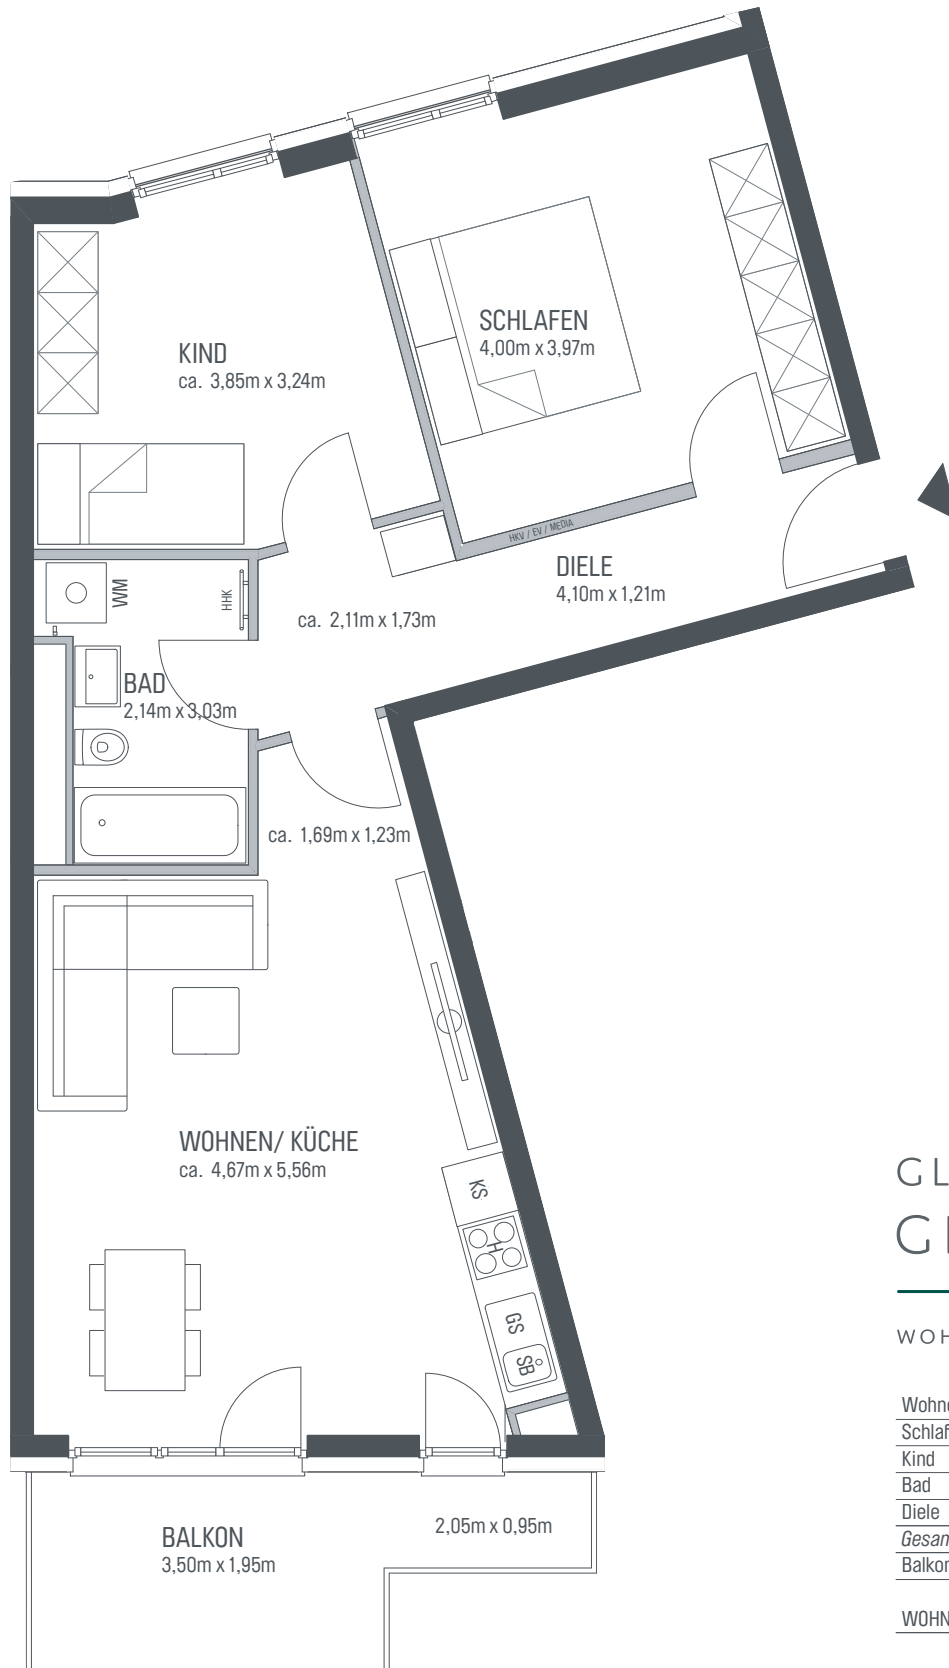 SCHLAFEN
4,00m x 3,97m
KIND
ca. 3,85m x 3,24m
HKV / EV / MEDIA
DIELE
4,10m x 1,21m
WM
HHK
ca. 2,11m x 1,73m
BAD
2,14m x 3,03m
ca. 1,69m x 1,23m
WOHNEN/ KÜCHE
ca. 4,67m x 5,56m
KS
H
GS
SB
BALKON
3,50m x 1,95m
2,05m x 0,95m
GL
WOH
Wohne
Schlaf
Kind
Bad
Diele
Gesam
Balkon
WOHN